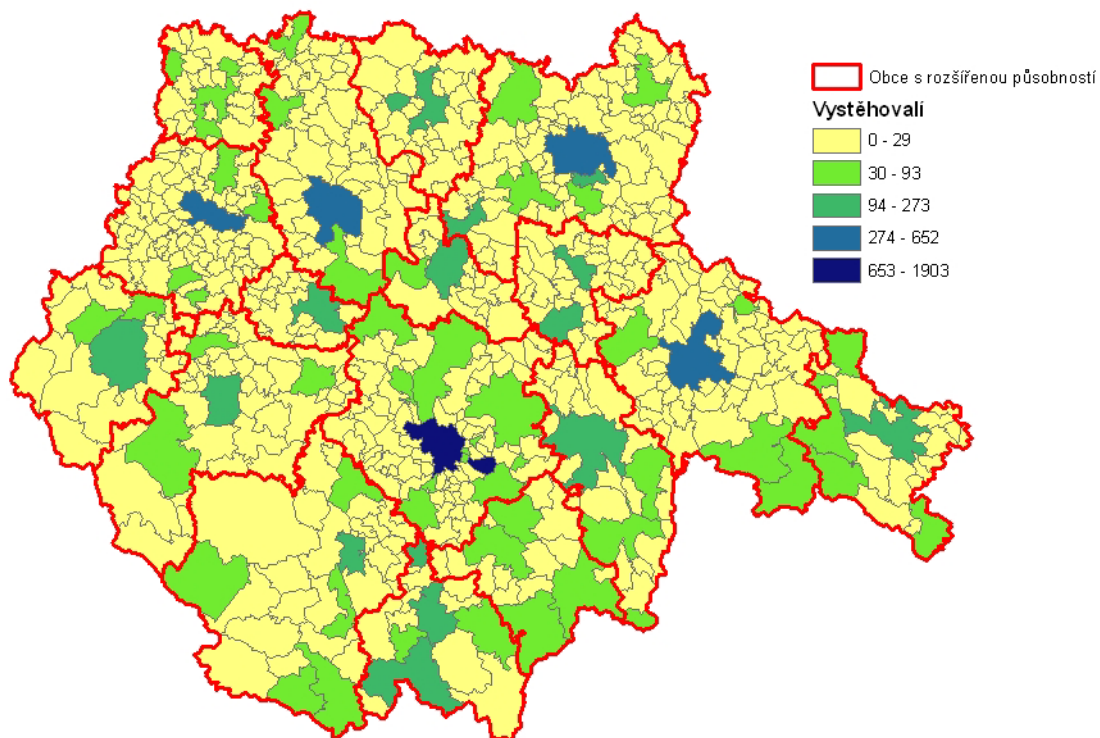 Obce s rozšířenou působností
Vystěhovalí
0 - 29
30 - 93
94 - 273
274 - 652
653 - 1903